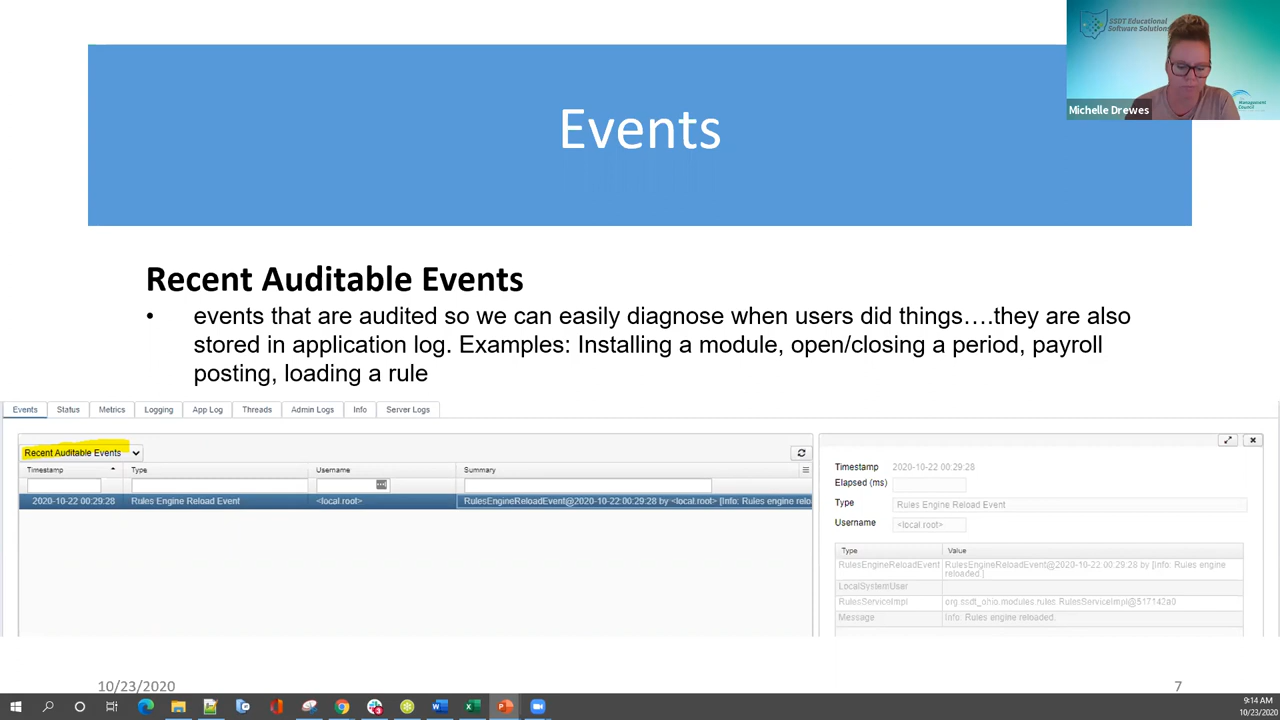 SSDT Educational
Software Solutions
Management
Council
Michelle Drewes
Events
Recent Auditable Events
• events that are audited so we can easily diagnose when users did things….they are also
stored in application log. Examples: Installing a module, open/closing a period, payroll
posting, loading a rule
Events Status Metrics Logging App Log Threads Admin Logs Info Server Logs
Recent Auditable Events
Timestamp Type Username Summary
2020-10-22 00:29:28 Rules Engine Reload Event <local.root> RulesEngineReloadEvent@2020-10-22 00:29:28 by <local.root> [Info: Rules engine relo
Timestamp 2020-10-22 00:29:28
Elapsed (ms)
Type Rules Engine Reload Event
Username <local.root>
Type Value
RulesEngineReloadEvent RulesEngineReloadEvent@2020-10-22 00:29:28 by [Info: Rules engine
reloaded.]
LocalSystemUser
RulesServiceImpl org.ssdt_ohio.modules.rules.RulesServiceImpl@517142a0
Message Info: Rules engine reloaded.
10/23/2020 7
9:14 AM
10/23/2020